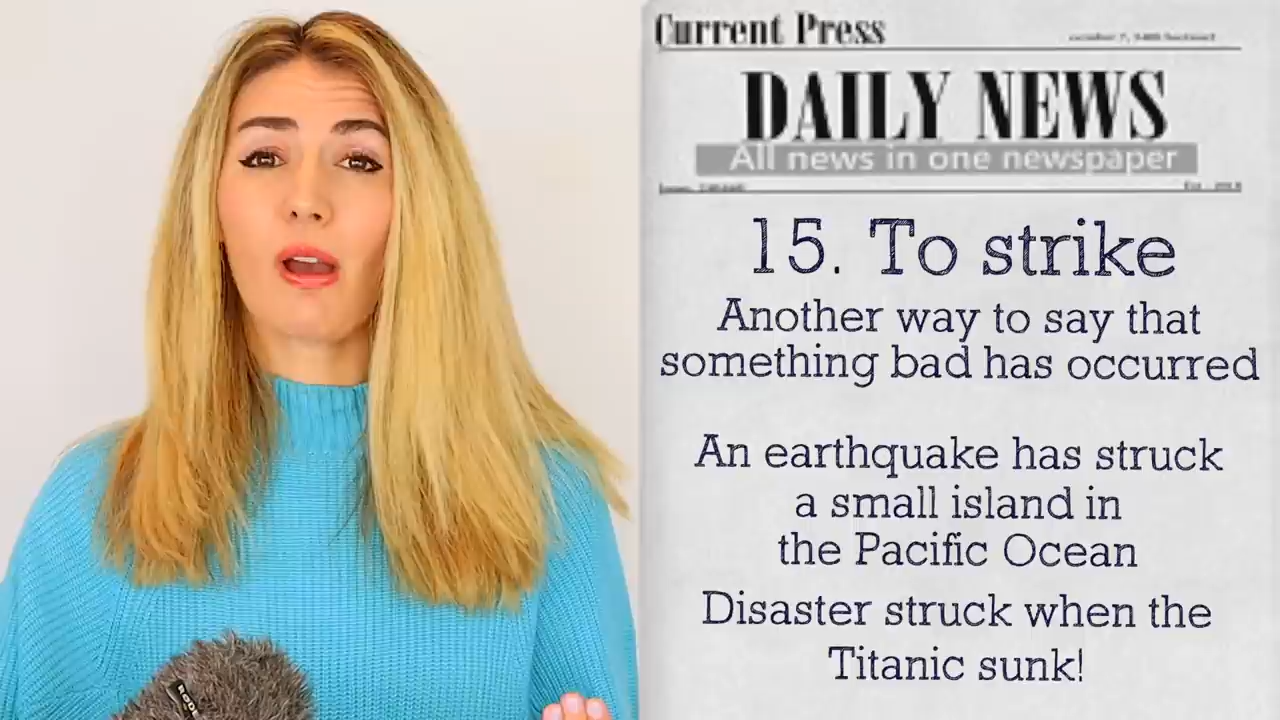 Current Press
DAILY NEWS
All news in one newspaper
15. To strike
Another way to say that
something bad has occurred
An earthquake has struck
a small island in
the Pacific Ocean
Disaster struck when the
Titanic sunk!
RODE